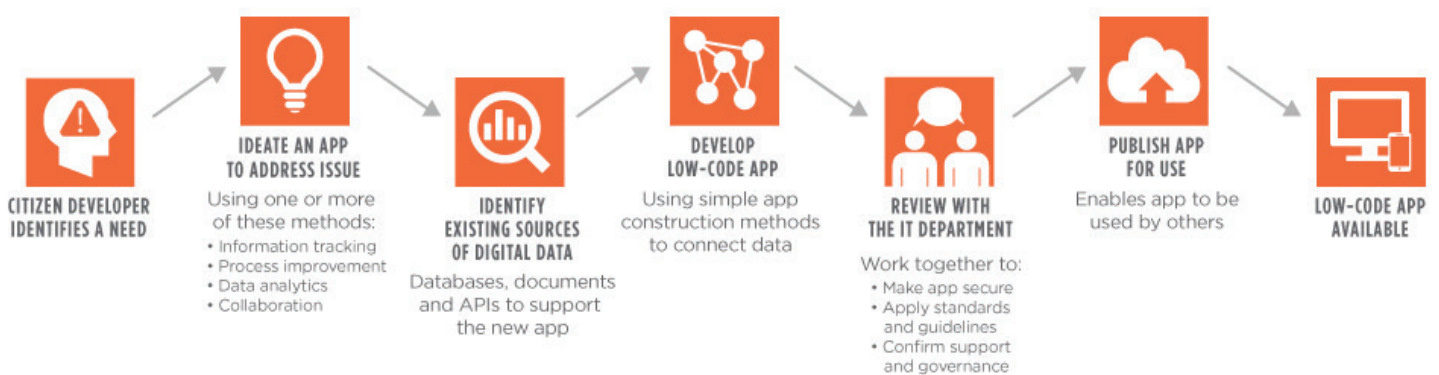 CITIZEN DEVELOPER
IDENTIFIES A NEED
IDEATE AN APP
TO ADDRESS ISSUE
Using one or more
of these methods:
• Information tracking
• Process improvement
• Data analytics
• Collaboration
IDENTIFY
EXISTING SOURCES
OF DIGITAL DATA
Databases, documents
and APIs to support
the new app
DEVELOP
LOW-CODE APP
Using simple app
construction methods
to connect data
REVIEW WITH
THE IT DEPARTMENT
Work together to:
• Make app secure
• Apply standards
and guidelines
• Confirm support
and governance
PUBLISH APP
FOR USE
Enables app to be
used by others
LOW-CODE APP
AVAILABLE